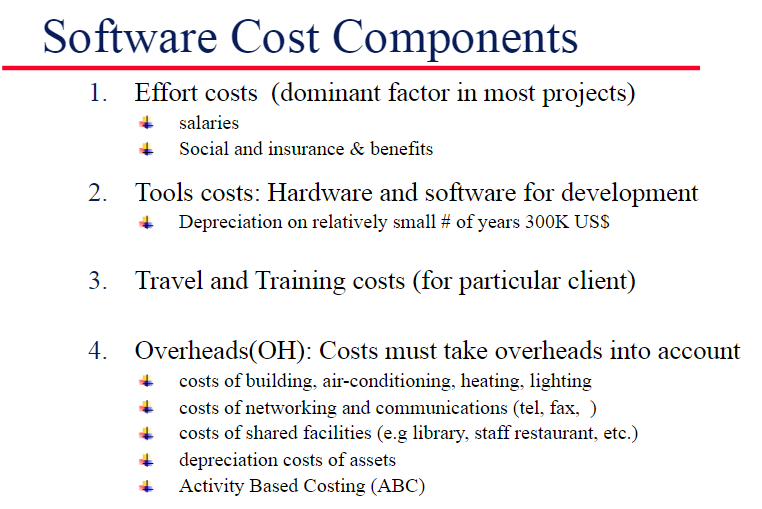 Software Cost Components
1. Effort costs (dominant factor in most projects)
salaries
Social and insurance & benefits
2. Tools costs: Hardware and software for development
Depreciation on relatively small # of years 300K US$
3. Travel and Training costs (for particular client)
4. Overheads(OH): Costs must take overheads into account
costs of building, air-conditioning, heating, lighting
costs of networking and communications (tel, fax, )
costs of shared facilities (e.g library, staff restaurant, etc.)
depreciation costs of assets
Activity Based Costing (ABC)